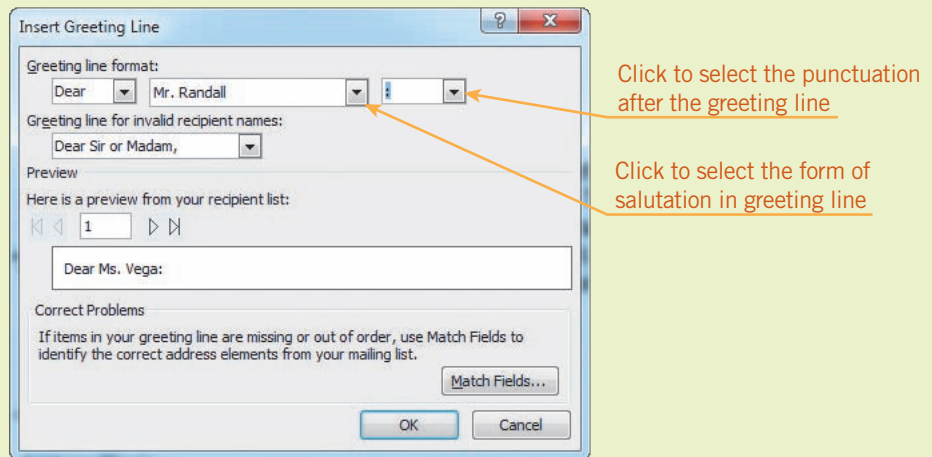 Insert Greeting Line
?
X
Greeting line format:
Dear
Mr. Randall
:
Greeting line for invalid recipient names:
Dear Sir or Madam,
Preview
Here is a preview from your recipient list:
1
Dear Ms. Vega:
Correct Problems
If items in your greeting line are missing or out of order, use Match Fields to
identify the correct address elements from your mailing list.
Match Fields...
OK
Cancel
Click to select the punctuation
after the greeting line
Click to select the form of
salutation in greeting line